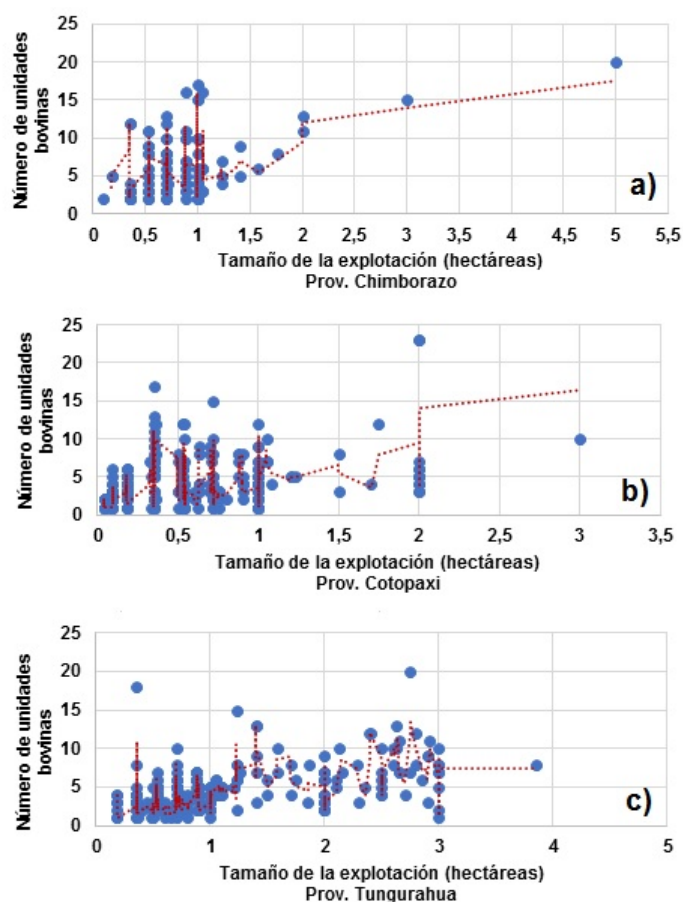 Número de unidades
bovinas
25
20
15
10
5
0
a)
0 0,5 1 1,5 2 2,5 3 3,5 4 4,5 5 5,5
Tamaño de la explotación (hectáreas)
Prov. Chimborazo
Número de unidades
bovinas
25
20
15
10
5
0
b)
0 0,5 1 1,5 2 2,5 3 3,5
Tamaño de la explotación (hectáreas)
Prov. Cotopaxi
Número de unidades
bovinas
25
20
15
10
5
0
c)
0 1 2 3 4 5
Tamaño de la explotación (hectáreas)
Prov. Tungurahua